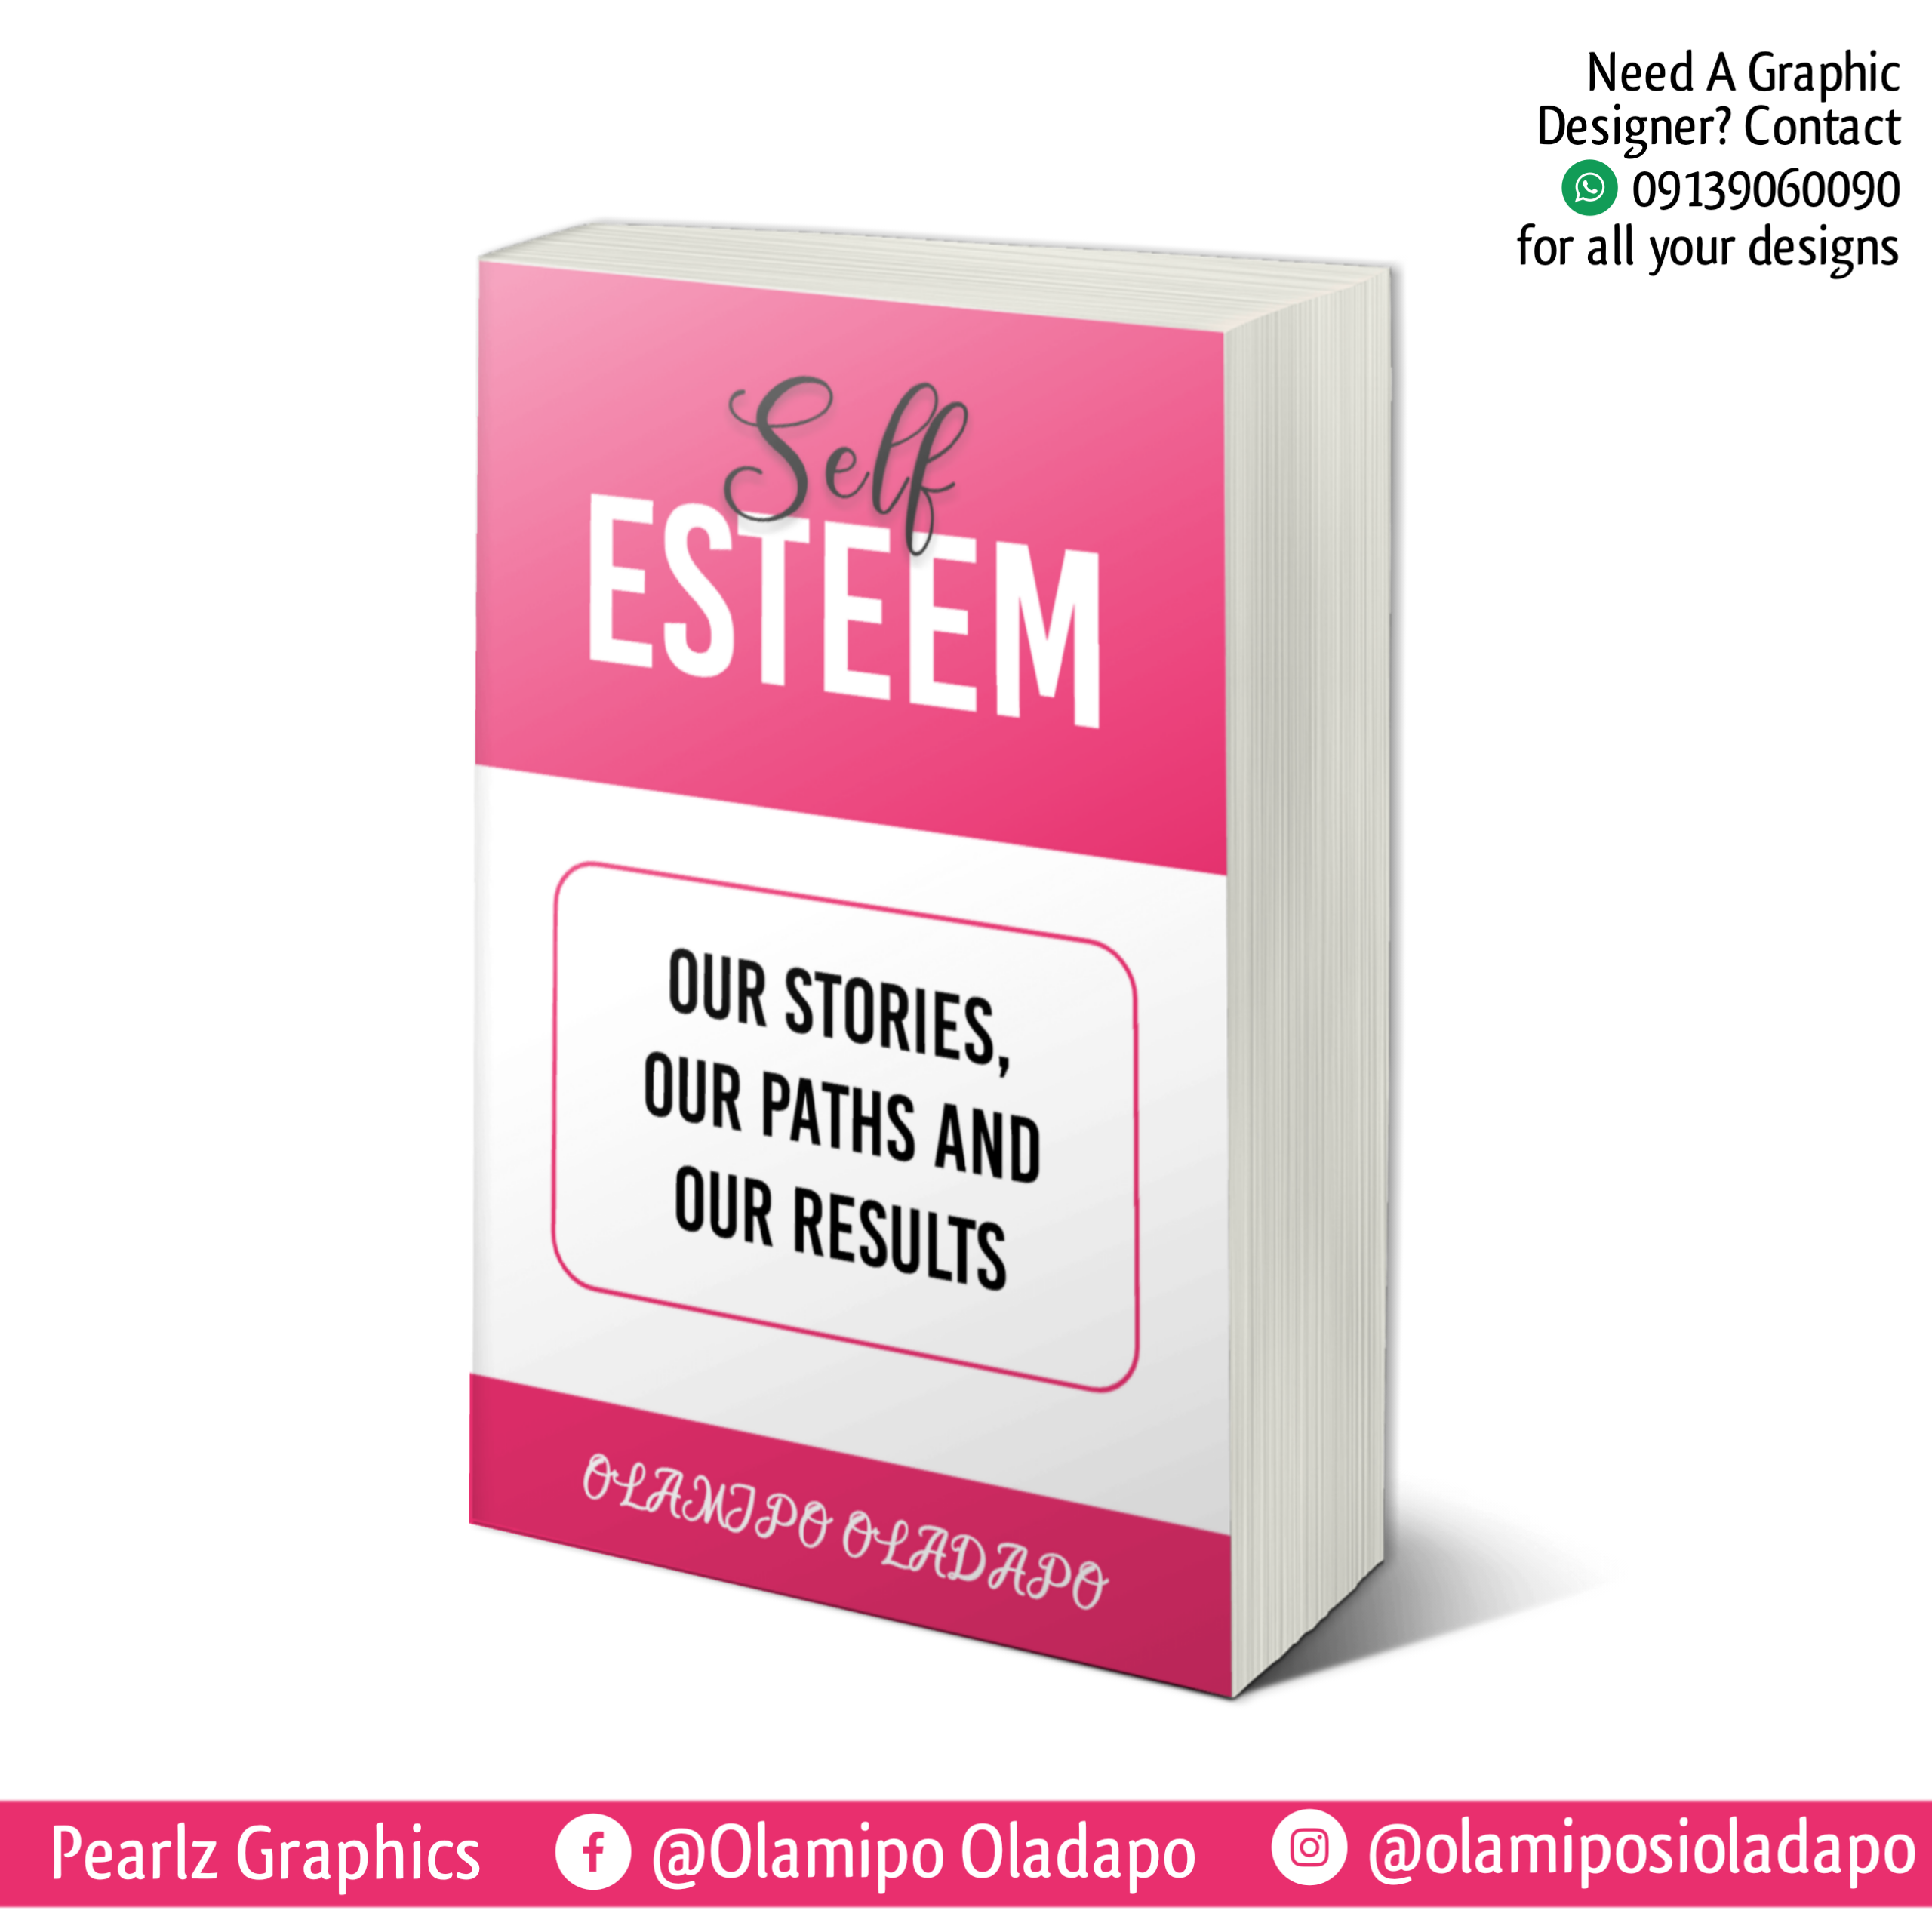 Need A Graphic
Designer? Contact
09139060090
for all your designs
Self
ESTEEM
OUR STORIES,
OUR PATHS AND
OUR RESULTS
OLAMIPO OLADAPO
Pearlz Graphics @Olamipo Oladapo @olamiposioladapo